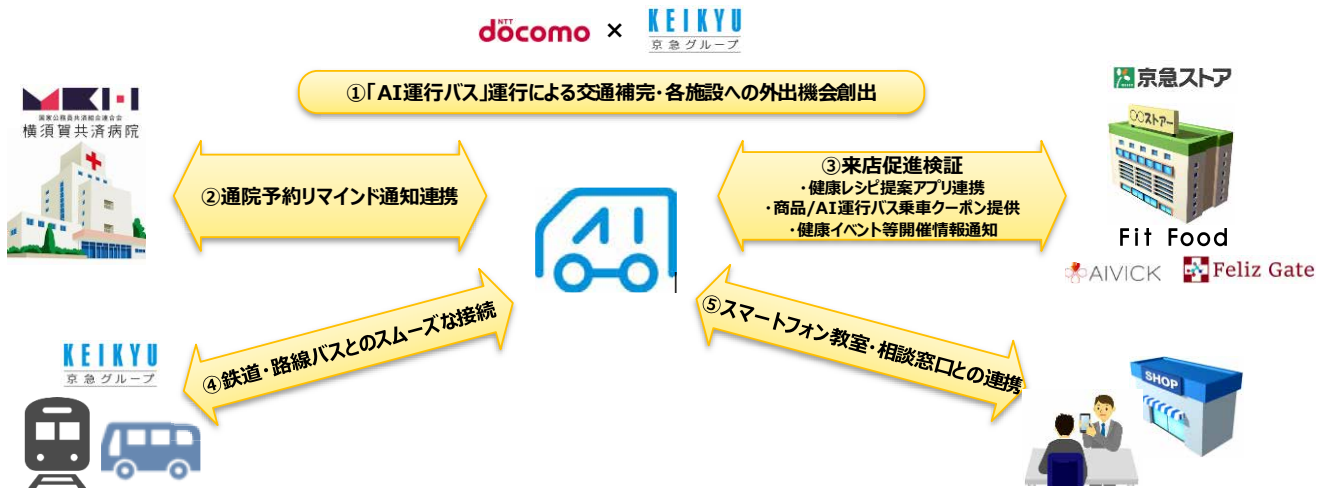 NTT
döcomo × KEIKYU
京急グループ
①「AI運行バス」運行による交通補完・各施設への外出機会創出
MKH
国家公務員共済組合連合会
横須賀共済病院
②通院予約リマインド通知連携
AI
③来店促進検証
・健康レシピ提案アプリ連携
・商品/AI運行バス乗車クーポン提供
・健康イベント等開催情報通知
京急ストア
〇〇ストアー
Fit Food
AIVICK Feliz Gate
KEIKYU
京急グループ
④鉄道・路線バスとのスムーズな接続
⑤スマートフォン教室・相談窓口との連携
SHOP